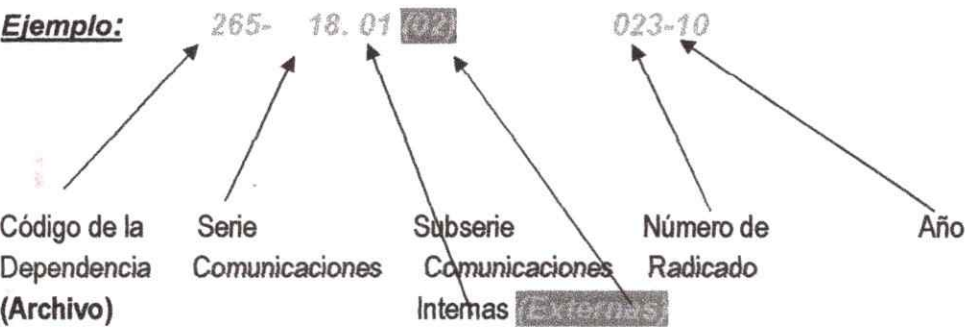 Ejemplo: 265- 18. 01 (02) 023-10
Código de la Serie Subserie Número de Año
Dependencia Comunicaciones Comunicaciones Radicado
(Archivo) Internas (Externas)